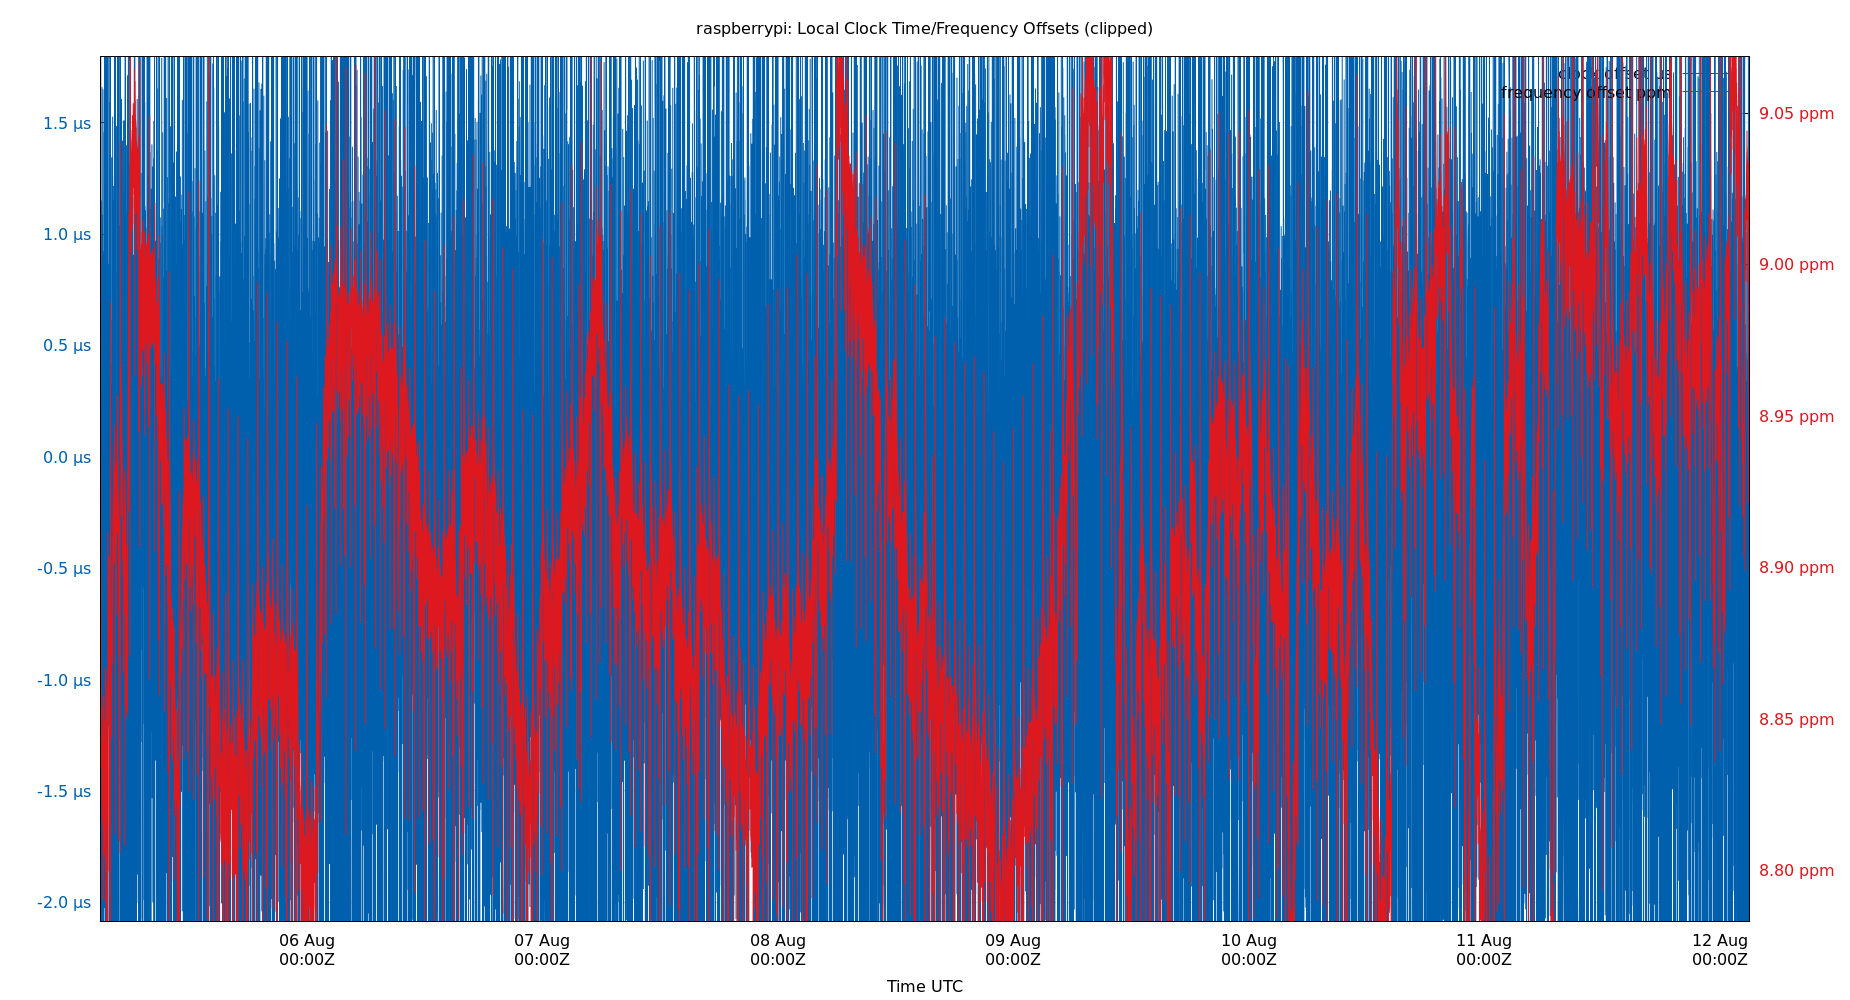 raspberrypi: Local Clock Time/Frequency Offsets (clipped)
clock offset us
frequency offset ppm
1.5 µs
1.0 µs
0.5 µs
0.0 µs
-0.5 µs
-1.0 µs
-1.5 µs
-2.0 µs
9.05 ppm
9.00 ppm
8.95 ppm
8.90 ppm
8.85 ppm
8.80 ppm
06 Aug
00:00Z
07 Aug
00:00Z
08 Aug
00:00Z
09 Aug
00:00Z
10 Aug
00:00Z
11 Aug
00:00Z
12 Aug
00:00Z
Time UTC